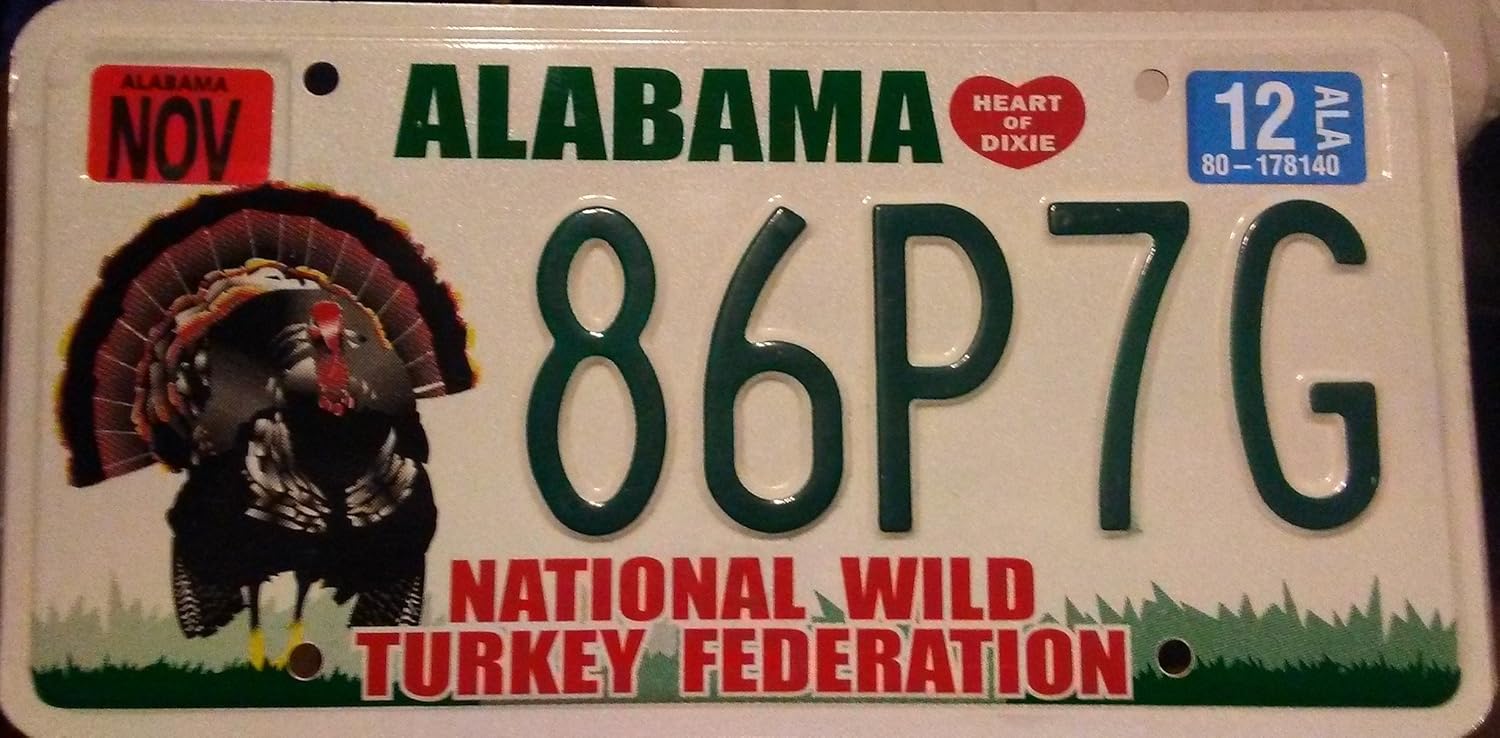 ALABAMA
NOV
ALABAMA
HEART
OF
DIXIE
12
ALA
80-178140
86P7G
NATIONAL WILD
TURKEY FEDERATION